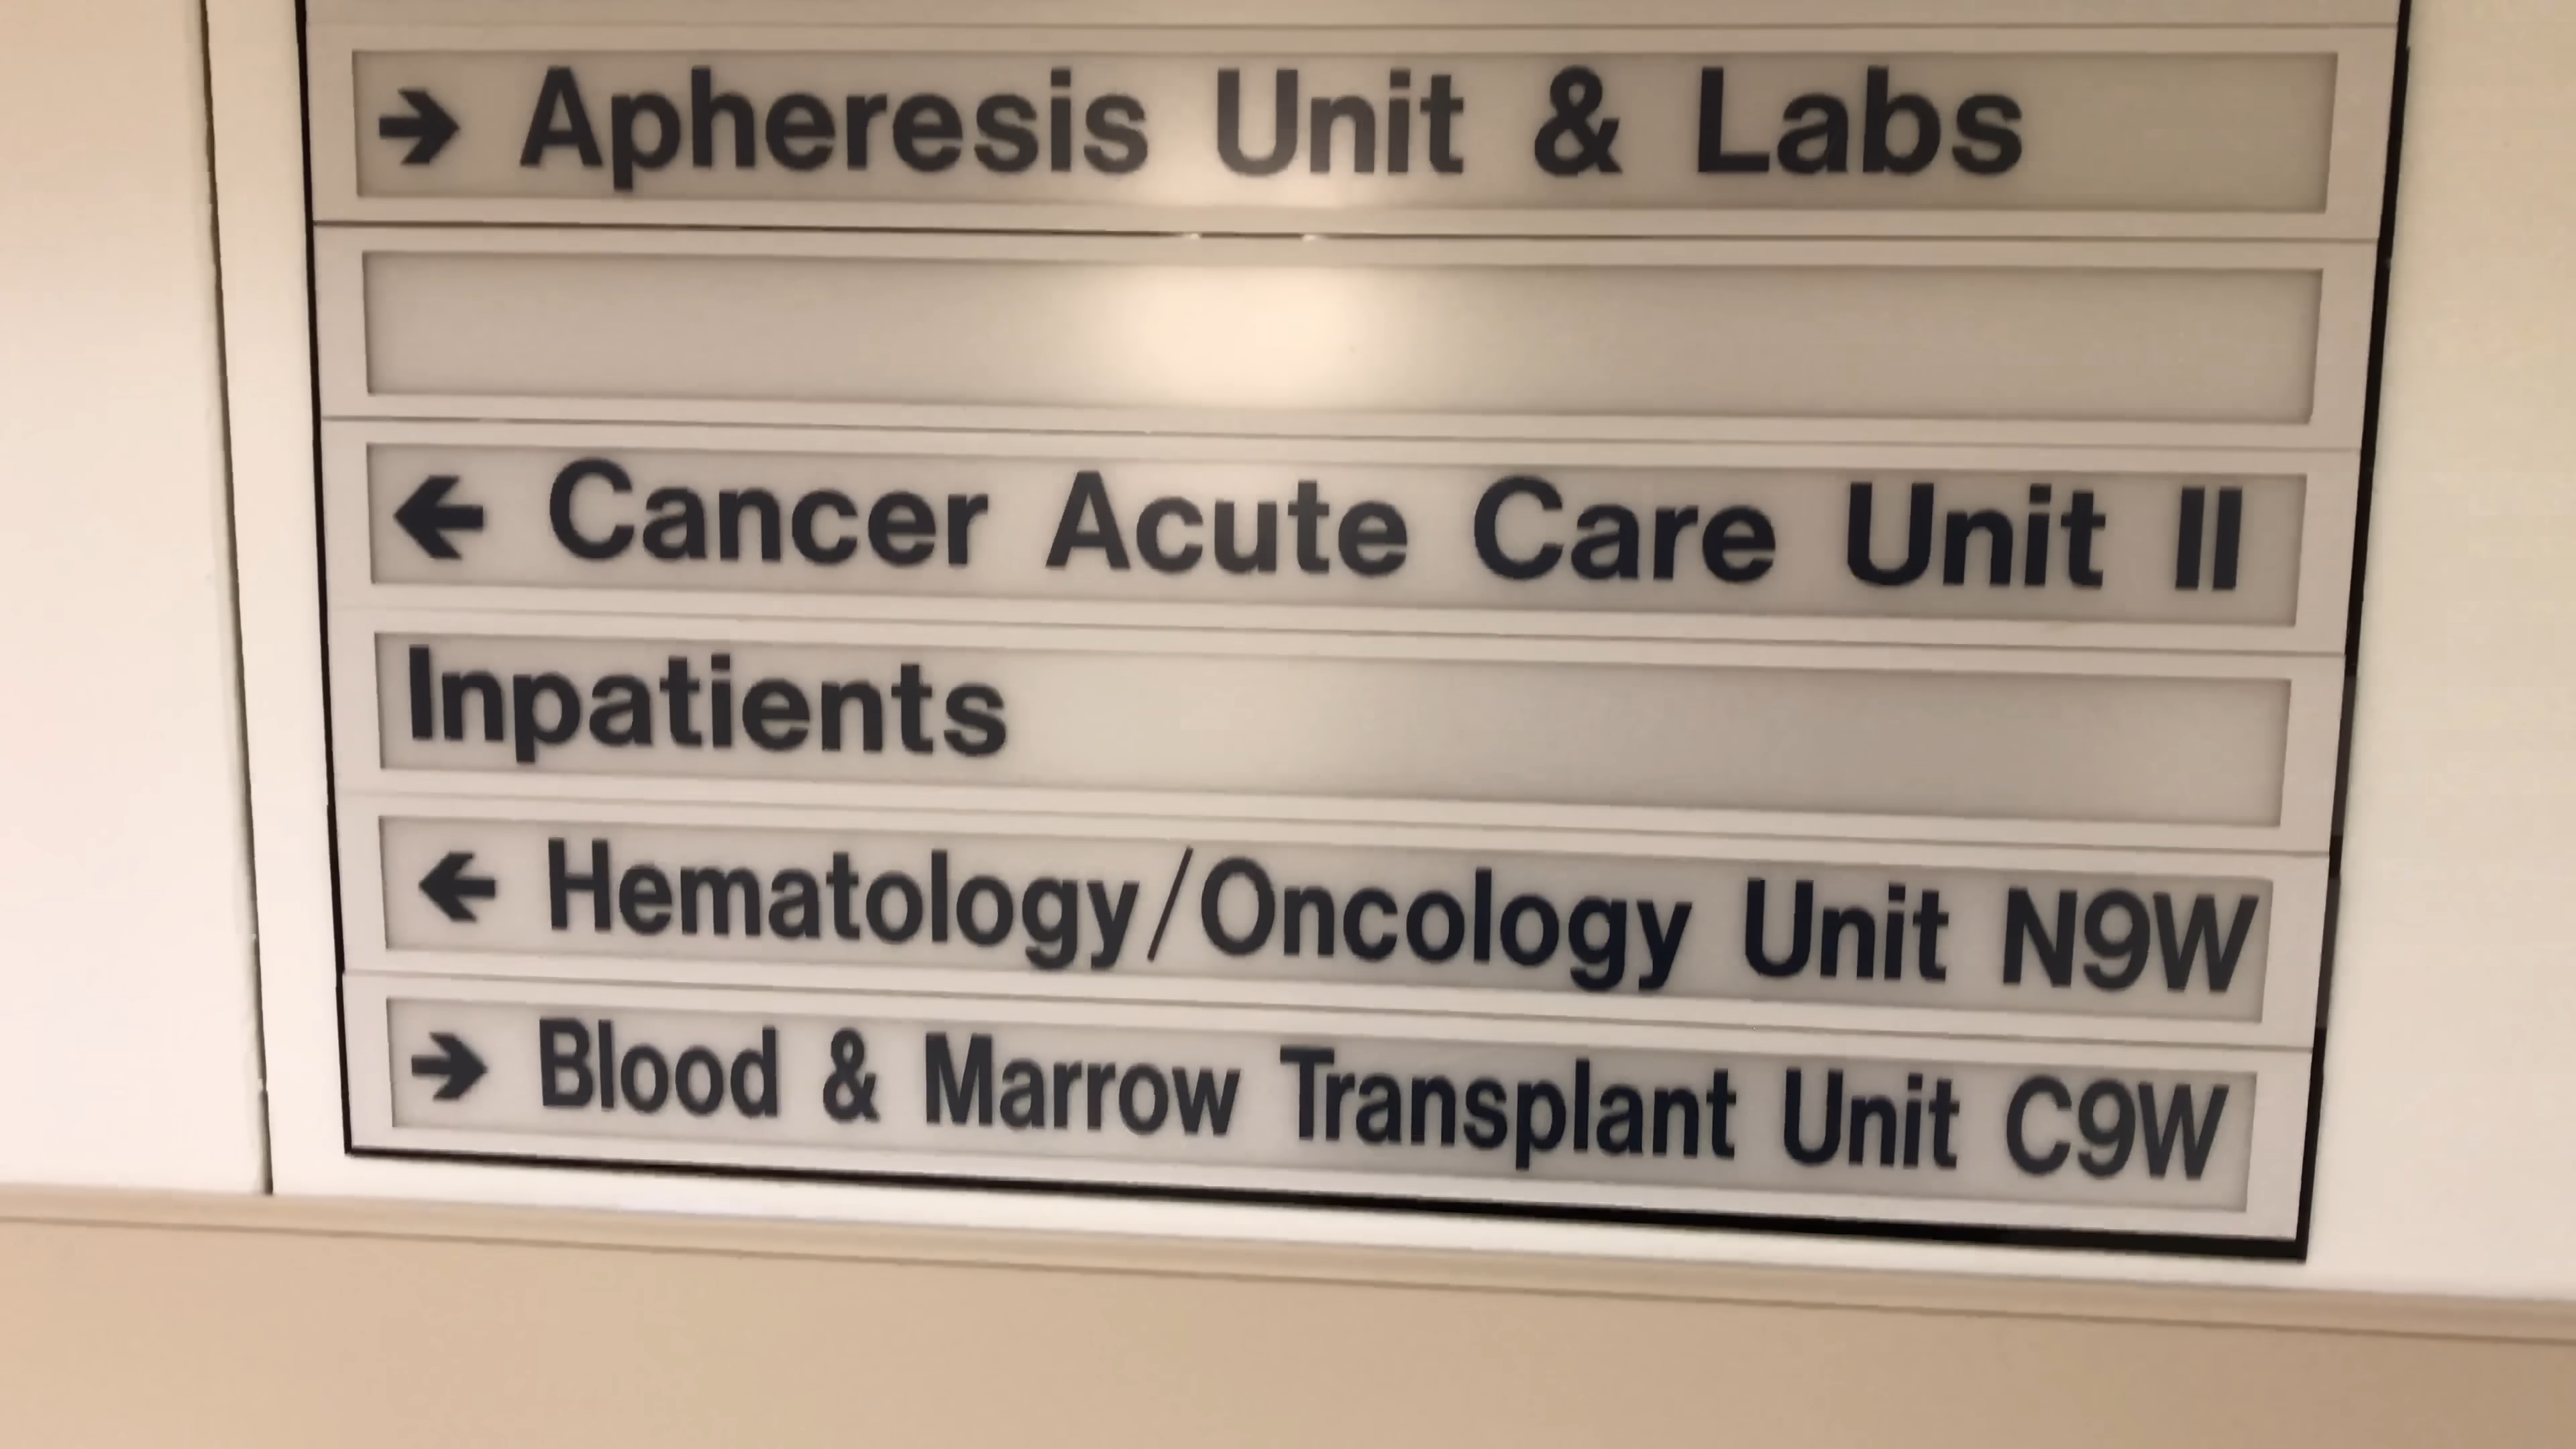 → Apheresis Unit & Labs
← Cancer Acute Care Unit II
Inpatients
← Hematology/Oncology Unit N9W
→ Blood & Marrow Transplant Unit C9W